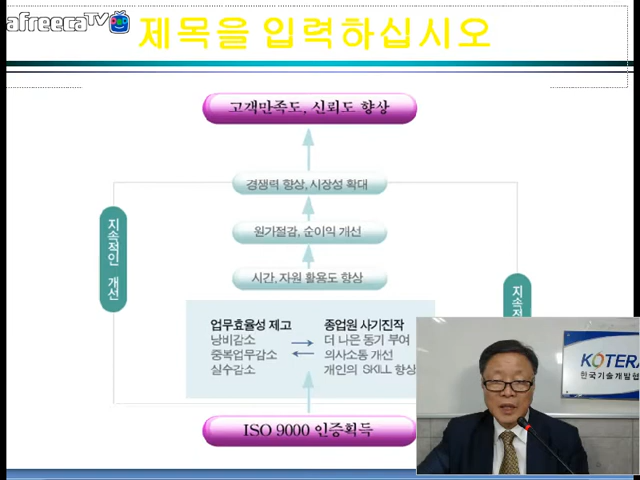 afreecaTV
제목을 입력하십시오
고객만족도, 신뢰도 향상
경쟁력 향상, 시장성 확대
지속적인 개선
원가절감, 순이익 개선
시간, 자원 활용도 향상
지속적
업무효율성 제고
낭비감소
중복업무감소
실수감소
종업원 사기진작
더 나은 동기 부여
의사소통 개선
개인의 SKILL 향상
ISO 9000 인증획득
KOTERA
한국기술개발협